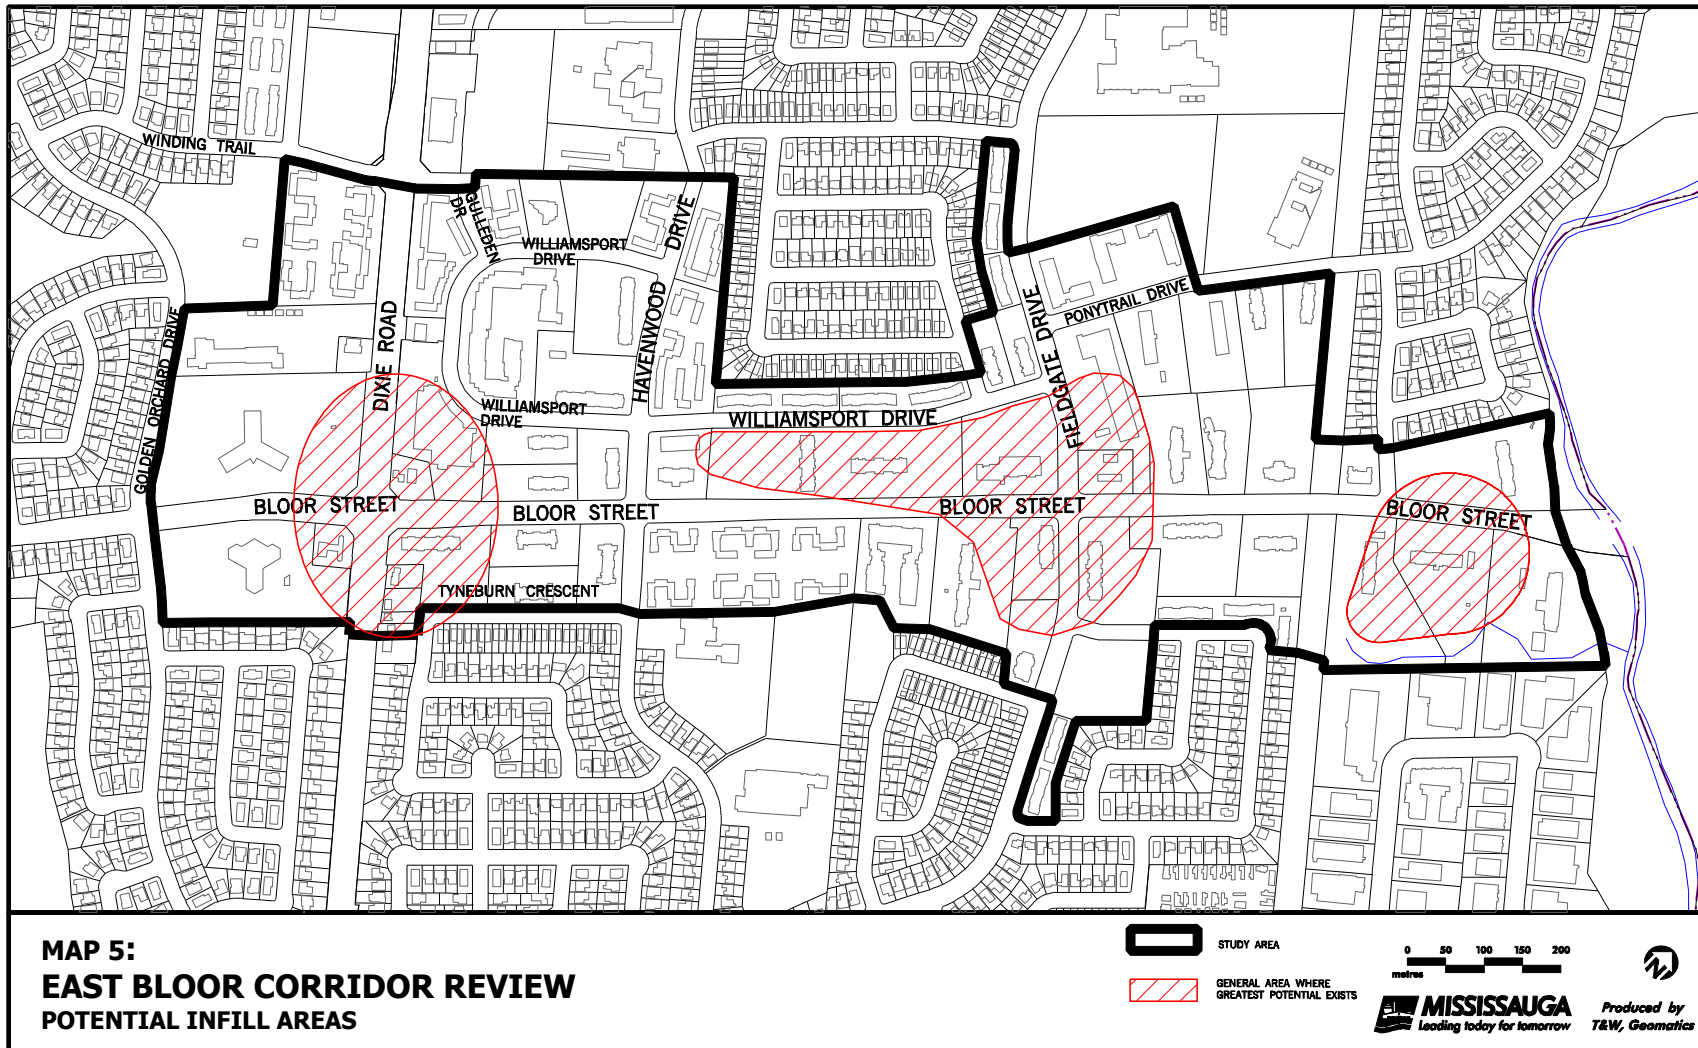 WINDING TRAIL
GULLEDEN
DR
WILLIAMSPORT
DRIVE
HAVENWOOD DRIVE
DIXIE ROAD
GOLDEN ORCHARD DRIVE
FIELDGATE DRIVE
PONYTRAIL DRIVE
WILLIAMSPORT
DRIVE
WILLIAMSPORT DRIVE
BLOOR STREET
BLOOR STREET
BLOOR STREET
BLOOR STREET
TYNEBURN CRESCENT
MAP 5:
EAST BLOOR CORRIDOR REVIEW
POTENTIAL INFILL AREAS
STUDY AREA
GENERAL AREA WHERE
GREATEST POTENTIAL EXISTS
0 50 100 150 200
metres
MISSISSAUGA
Leading today for tomorrow
Produced by
T&W, Geomatics